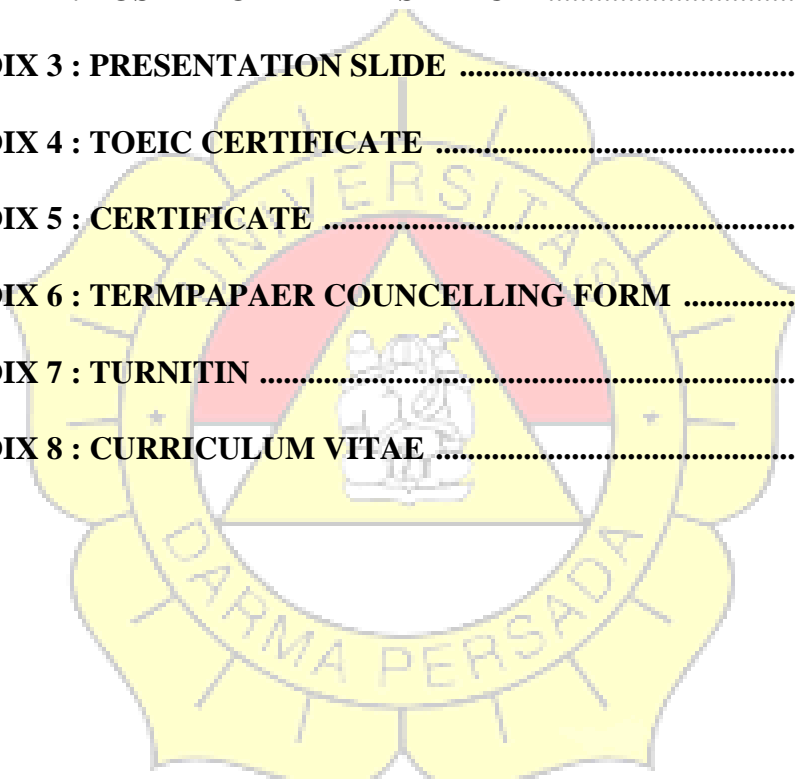 DIX 3 : PRESENTATION SLIDE ....................................................
DIX 4 : TOEIC CERTIFICATE ........................................................
DIX 5 : CERTIFICATE .........................................................................
DIX 6 : TERMPAPAER COUNCELLING FORM .................
DIX 7 : TURNITIN ...................................................................................
DIX 8 : CURRICULUM VITAE ........................................................
UNIVERSITAS
DARMA PERSADA